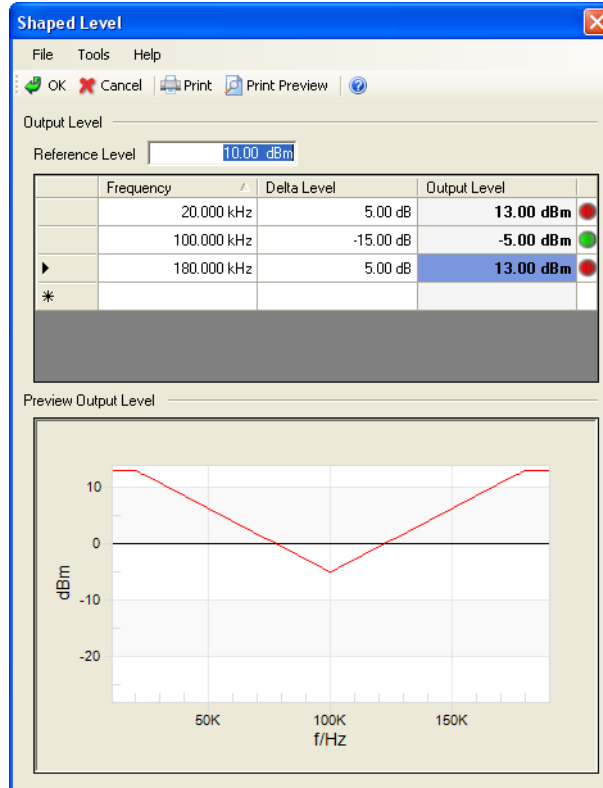 Shaped Level
File Tools Help
OK Cancel Print Print Preview
Output Level
Reference Level 10.00 dBm
Frequency Delta Level Output Level
20.000 kHz 5.00 dB 13.00 dBm
100.000 kHz -15.00 dB -5.00 dBm
180.000 kHz 5.00 dB 13.00 dBm
Preview Output Level
10
0
-10
-20
dBm
50K 100K 150K
f/Hz